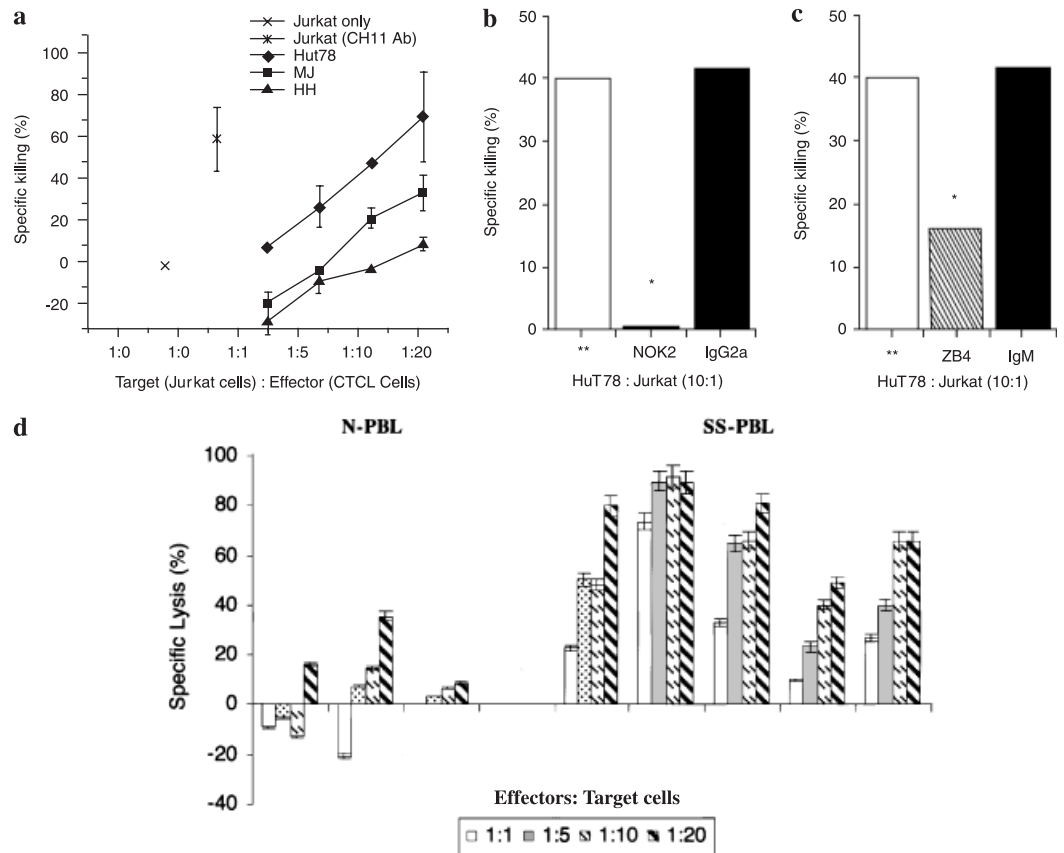 a
Jurkat only
Jurkat (CH11 Ab)
Hut78
MJ
HH
100
80
60
40
20
0
-20
Specific killing (%)
1:0 1:0 1:1 1:5 1:10 1:20
Target (Jurkat cells) : Effector (CTCL Cells)
b
50
40
30
20
10
0
Specific killing (%)
*
** NOK2 IgG2a
HuT78 : Jurkat (10:1)
c
50
40
30
20
10
0
Specific killing (%)
*
** ZB4 IgM
HuT78 : Jurkat (10:1)
d
N-PBL SS-PBL
100
80
60
40
20
0
-20
-40
Specific Lysis (%)
Effectors: Target cells
1:1 1:5 1:10 1:20